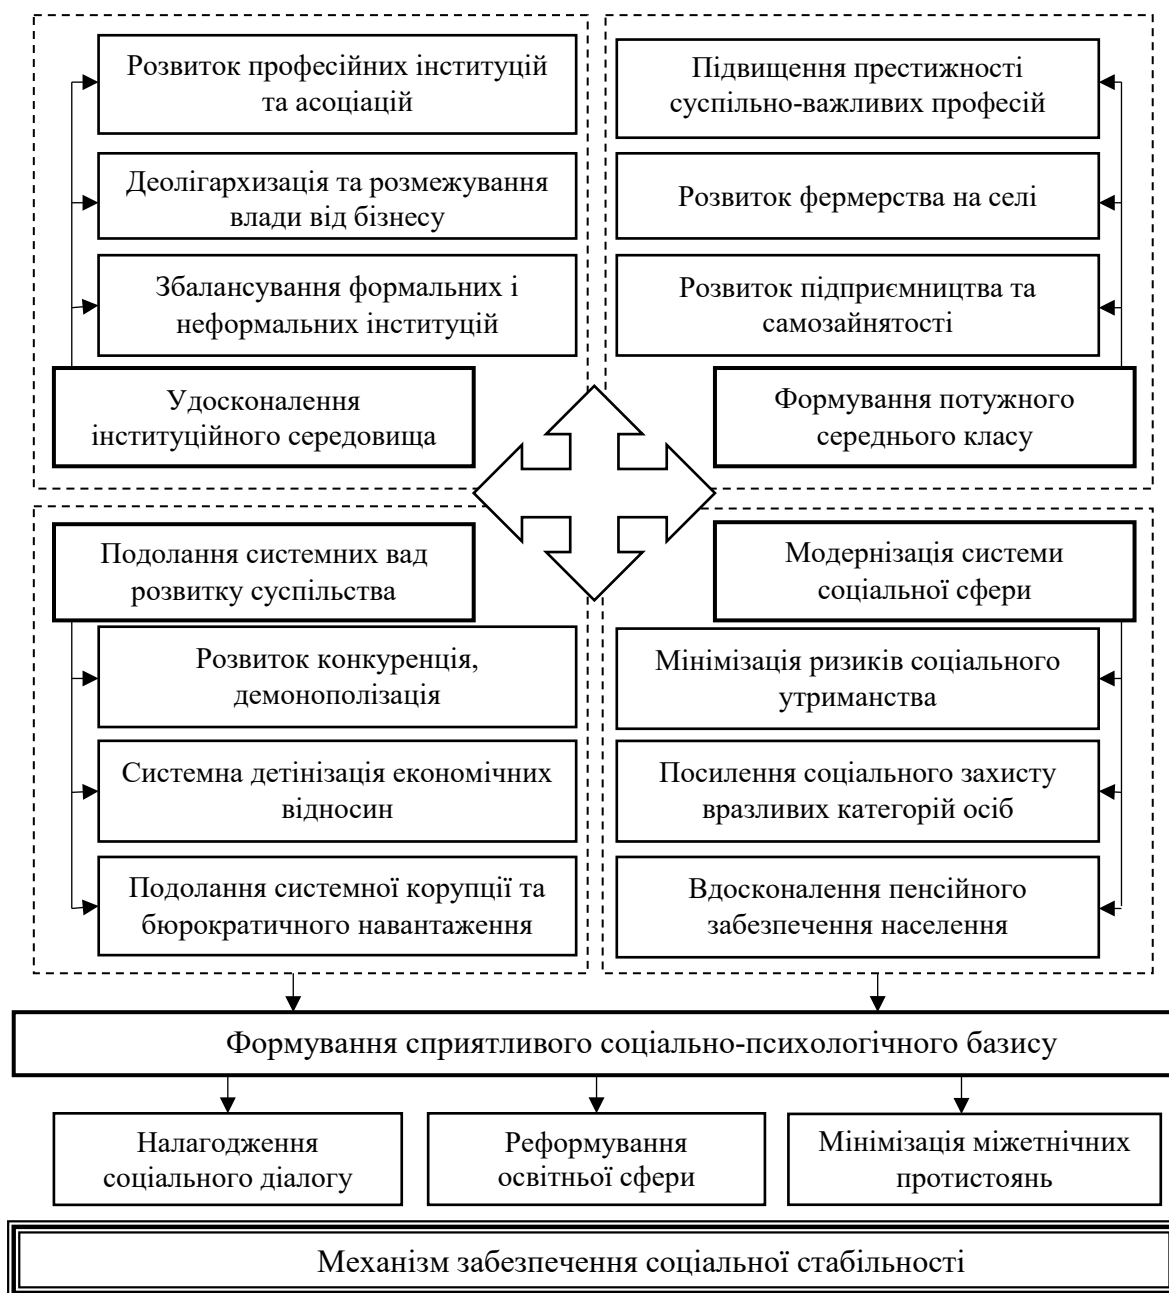 Розвиток професійних інституцій
та асоціацій
Деолігархизація та розмежування
влади від бізнесу
Збалансування формальних і
неформальних інституцій
Удосконалення
інституційного середовища
Підвищення престижності
суспільно-важливих професій
Розвиток фермерства на селі
Розвиток підприємництва та
самозайнятості
Формування потужного
середнього класу
Подолання системних вад
розвитку суспільства
Розвиток конкуренція,
демонополізація
Системна детінізація економічних
відносин
Подолання системної корупції та
бюрократичного навантаження
Модернізація системи
соціальної сфери
Мінімізація ризиків соціального
утриманства
Посилення соціального захисту
вразливих категорій осіб
Вдосконалення пенсійного
забезпечення населення
Формування сприятливого соціально-психологічного базису
Налагодження
соціального діалогу
Реформування
освітньої сфери
Мінімізація міжетнічних
протистоянь
Механізм забезпечення соціальної стабільності